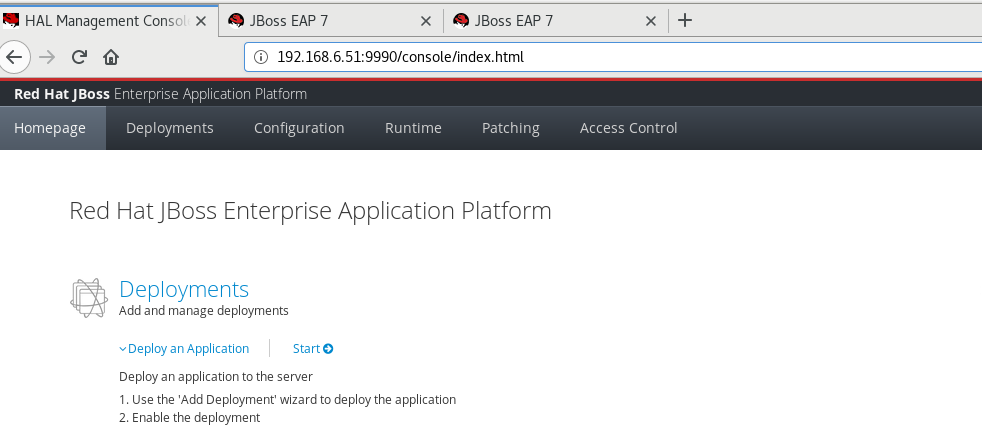 HAL Management Consol
JBoss EAP 7
JBoss EAP 7
192.168.6.51:9990/console/index.html
Red Hat JBoss Enterprise Application Platform
Homepage Deployments Configuration Runtime Patching Access Control
Red Hat JBoss Enterprise Application Platform
Deployments
Add and manage deployments
Deploy an Application Start
Deploy an application to the server
1. Use the 'Add Deployment' wizard to deploy the application
2. Enable the deployment